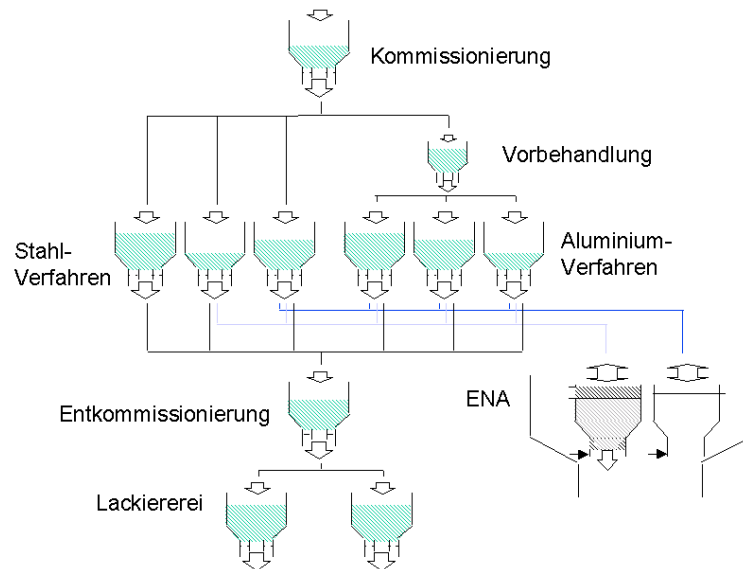 Kommissionierung
Vorbehandlung
Stahl-
Verfahren
Aluminium-
Verfahren
Entkommissionierung
ENA
Lackiererei